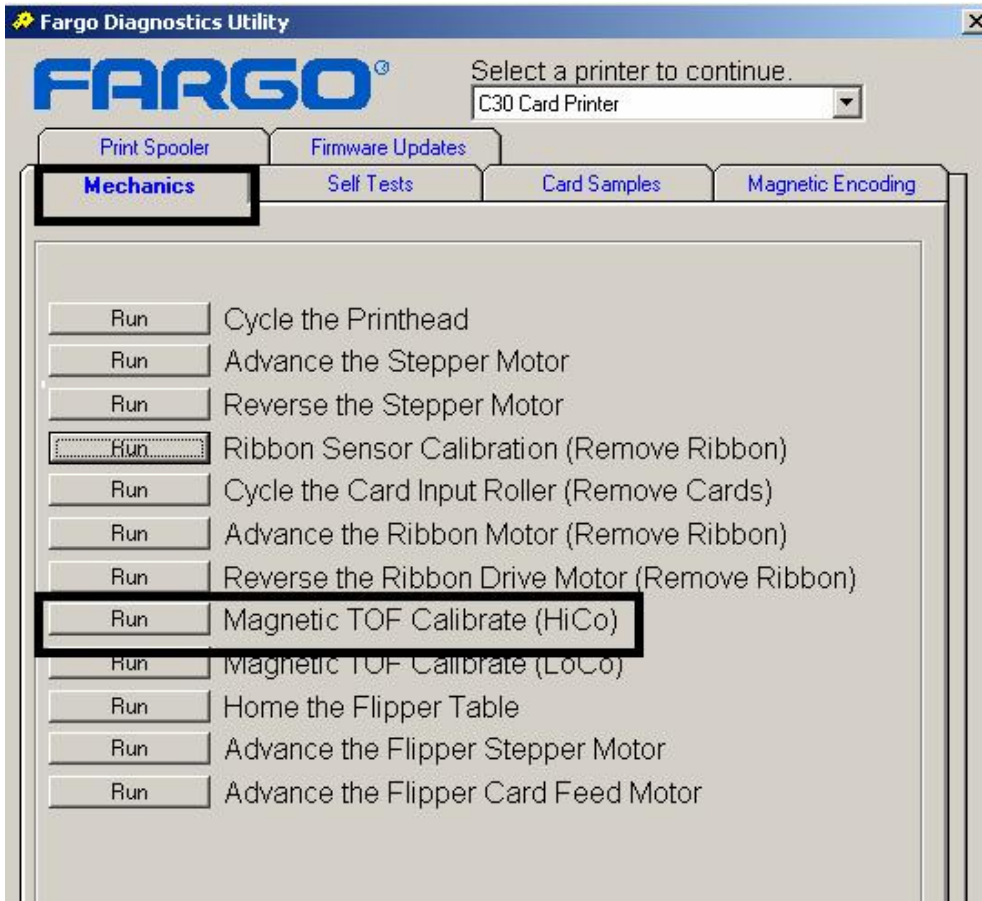 Fargo Diagnostics Utility
FARGO®
Select a printer to continue.
C30 Card Printer
Print Spooler
Firmware Updates
Mechanics
Self Tests
Card Samples
Magnetic Encoding
Run Cycle the Printhead
Run Advance the Stepper Motor
Run Reverse the Stepper Motor
Run Ribbon Sensor Calibration (Remove Ribbon)
Run Cycle the Card Input Roller (Remove Cards)
Run Advance the Ribbon Motor (Remove Ribbon)
Run Reverse the Ribbon Drive Motor (Remove Ribbon)
Run Magnetic TOF Calibrate (HiCo)
Run Magnetic TOF Calibrate (LoCo)
Run Home the Flipper Table
Run Advance the Flipper Stepper Motor
Run Advance the Flipper Card Feed Motor